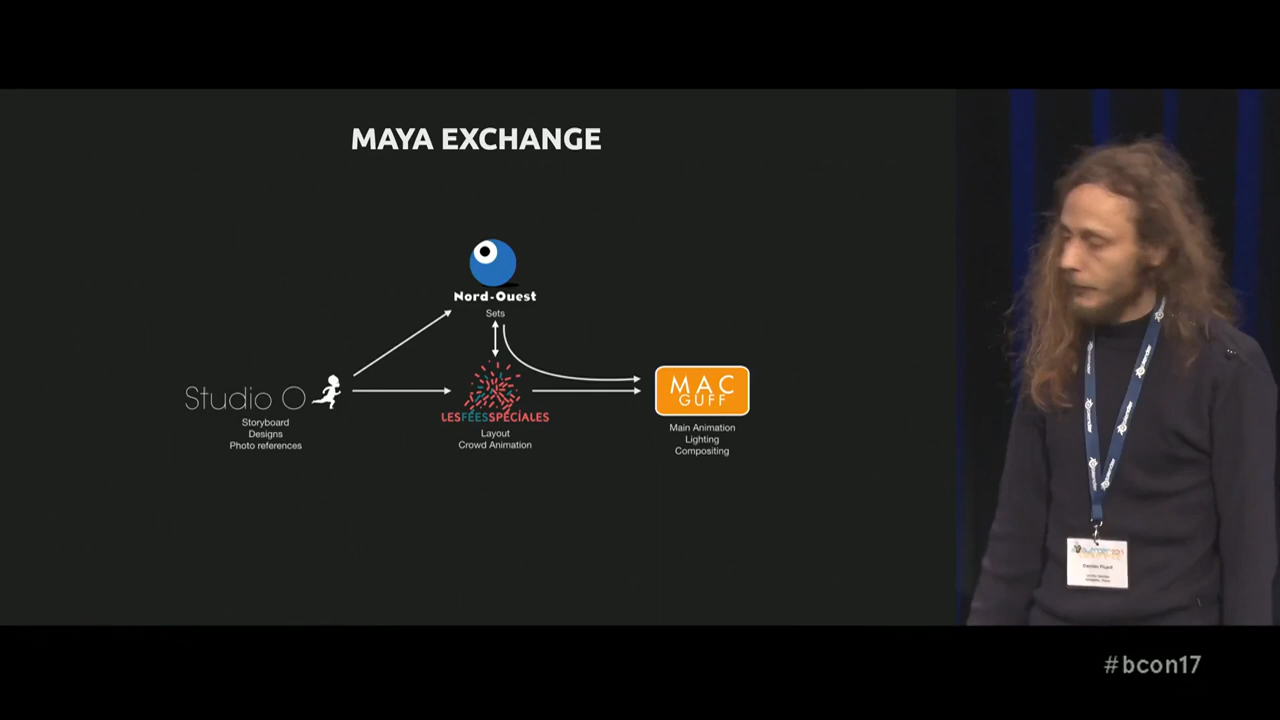 MAYA EXCHANGE
Nord-Ouest
Sets
Studio O
Storyboard
Designs
Photo references
LESFÉESSPÉCIALES
Layout
Crowd Animation
MAC
GUFF
Main Animation
Lighting
Compositing
blender
#bcon17